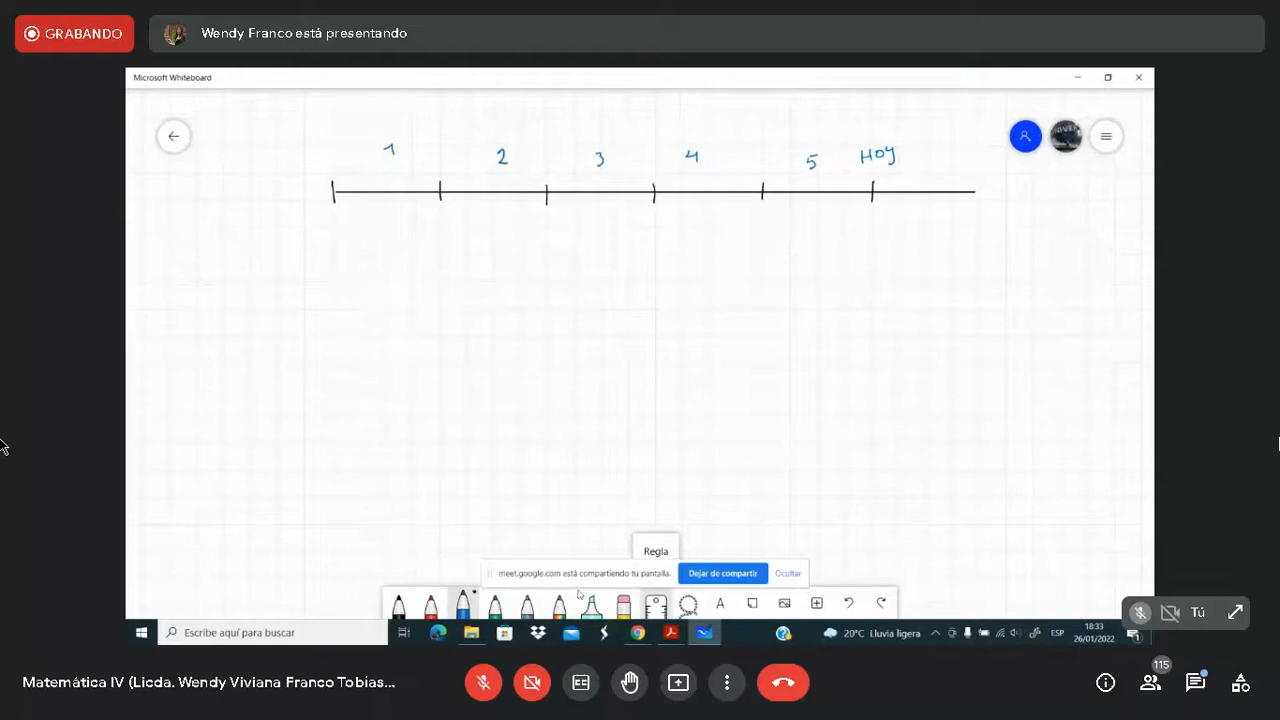 GRABANDO
Wendy Franco está presentando
Microsoft Whiteboard
1 2 3 4 5 Hoy
Regla
meet.google.com está compartiendo tu pantalla.
Dejar de compartir
Ocultar
A
Escribe aquí para buscar
20°C Lluvia ligera
ESP
18:33
26/01/2022
1
Tú
Matemática IV (Licda. Wendy Viviana Franco Tobias...
115